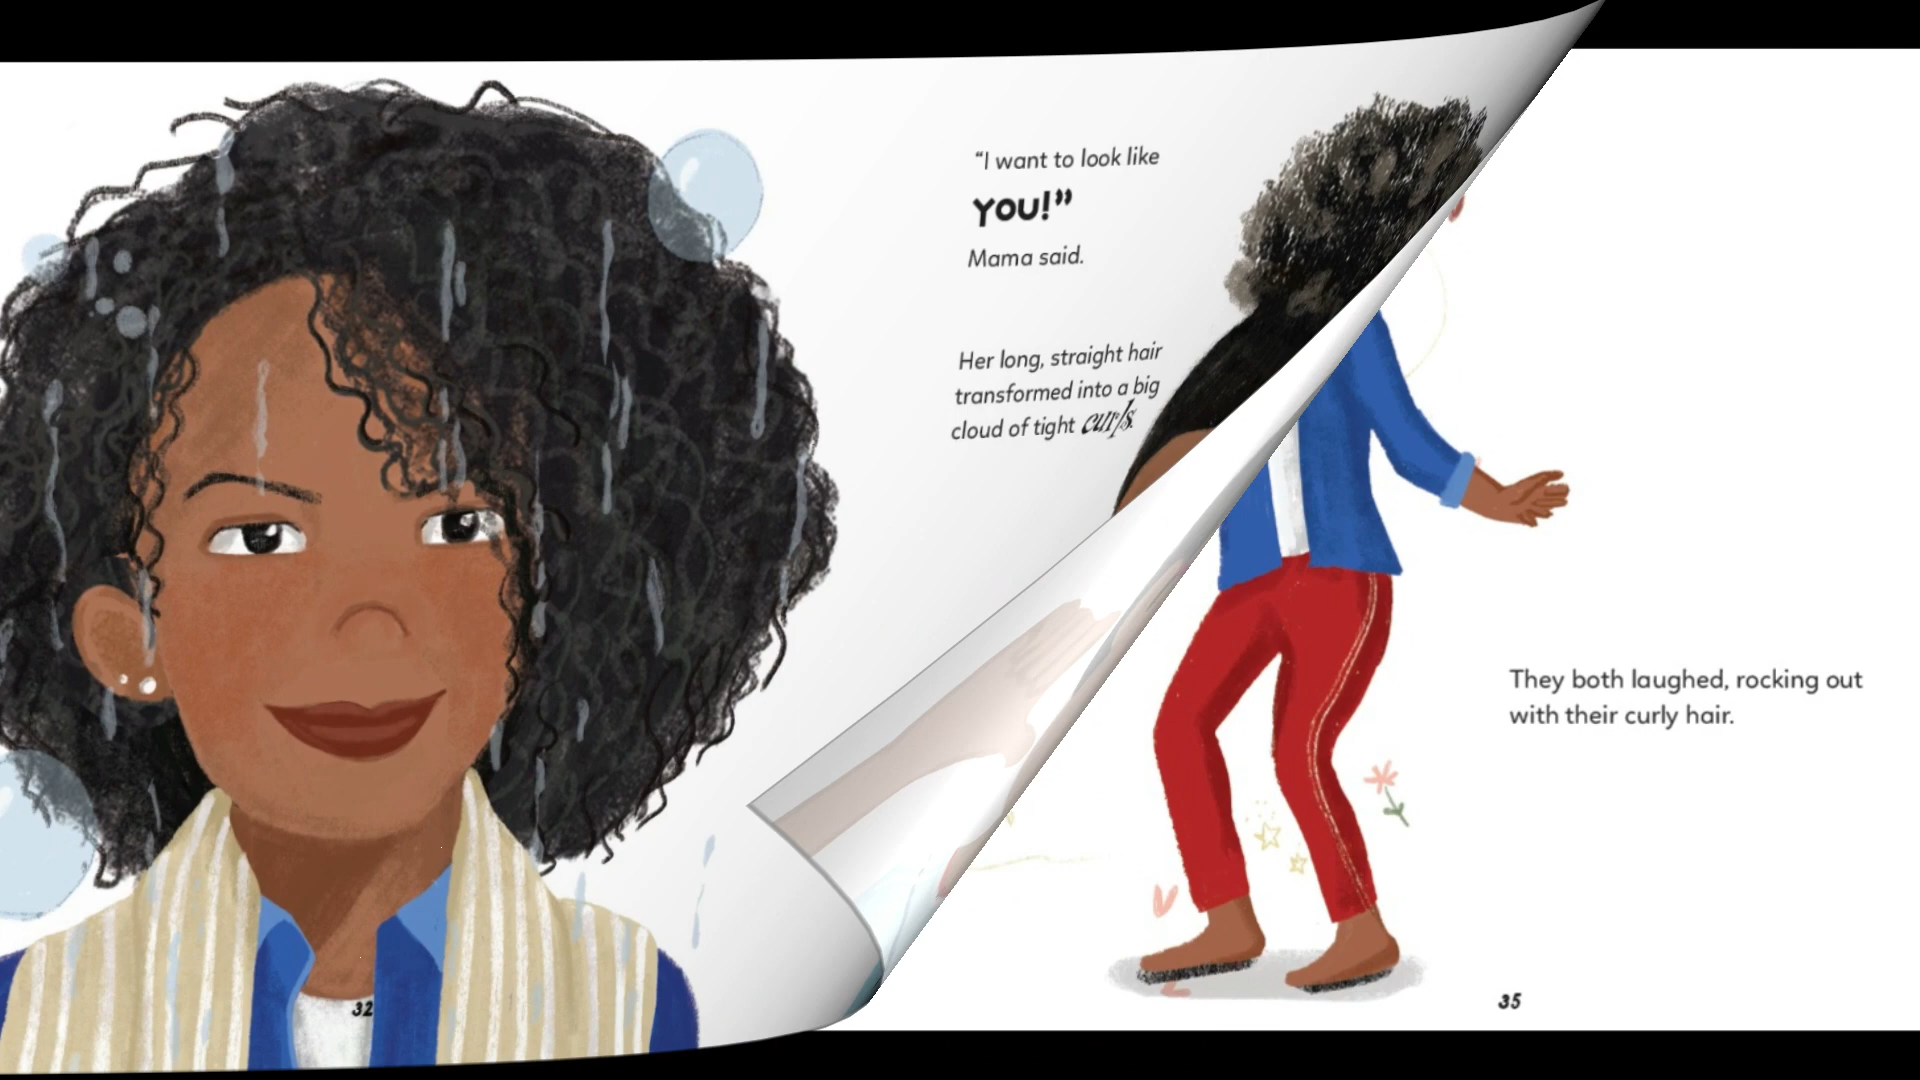 “I want to look like
YOU!”
Mama said.
Her long, straight hair
transformed into a big
cloud of tight curls.
32
They both laughed, rocking out
with their curly hair.
35